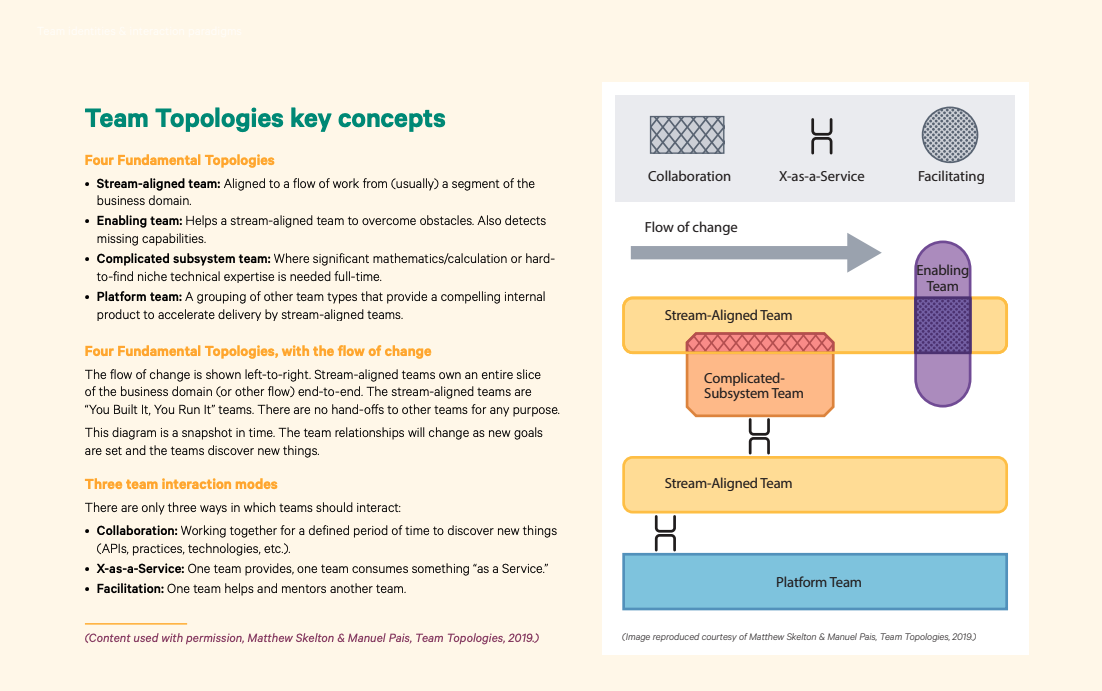 Team Topologies key concepts
Four Fundamental Topologies
• Stream-aligned team: Aligned to a flow of work from (usually) a segment of the
business domain.
• Enabling team: Helps a stream-aligned team to overcome obstacles. Also detects
missing capabilities.
• Complicated subsystem team: Where significant mathematics/calculation or hard-
to-find niche technical expertise is needed full-time.
• Platform team: A grouping of other team types that provide a compelling internal
product to accelerate delivery by stream-aligned teams.
Four Fundamental Topologies, with the flow of change
The flow of change is shown left-to-right. Stream-aligned teams own an entire slice
of the business domain (or other flow) end-to-end. The stream-aligned teams are
“You Built It, You Run It” teams. There are no hand-offs to other teams for any purpose.
This diagram is a snapshot in time. The team relationships will change as new goals
are set and the teams discover new things.
Three team interaction modes
There are only three ways in which teams should interact:
• Collaboration: Working together for a defined period of time to discover new things
(APIs, practices, technologies, etc.).
• X-as-a-Service: One team provides, one team consumes something “as a Service.”
• Facilitation: One team helps and mentors another team.
(Content used with permission, Matthew Skelton & Manuel Pais, Team Topologies, 2019.)
Collaboration
X-as-a-Service
Facilitating
Flow of change
Enabling
Team
Stream-Aligned Team
Complicated-
Subsystem Team
Stream-Aligned Team
Platform Team
(Image reproduced courtesy of Matthew Skelton & Manuel Pais, Team Topologies, 2019.)